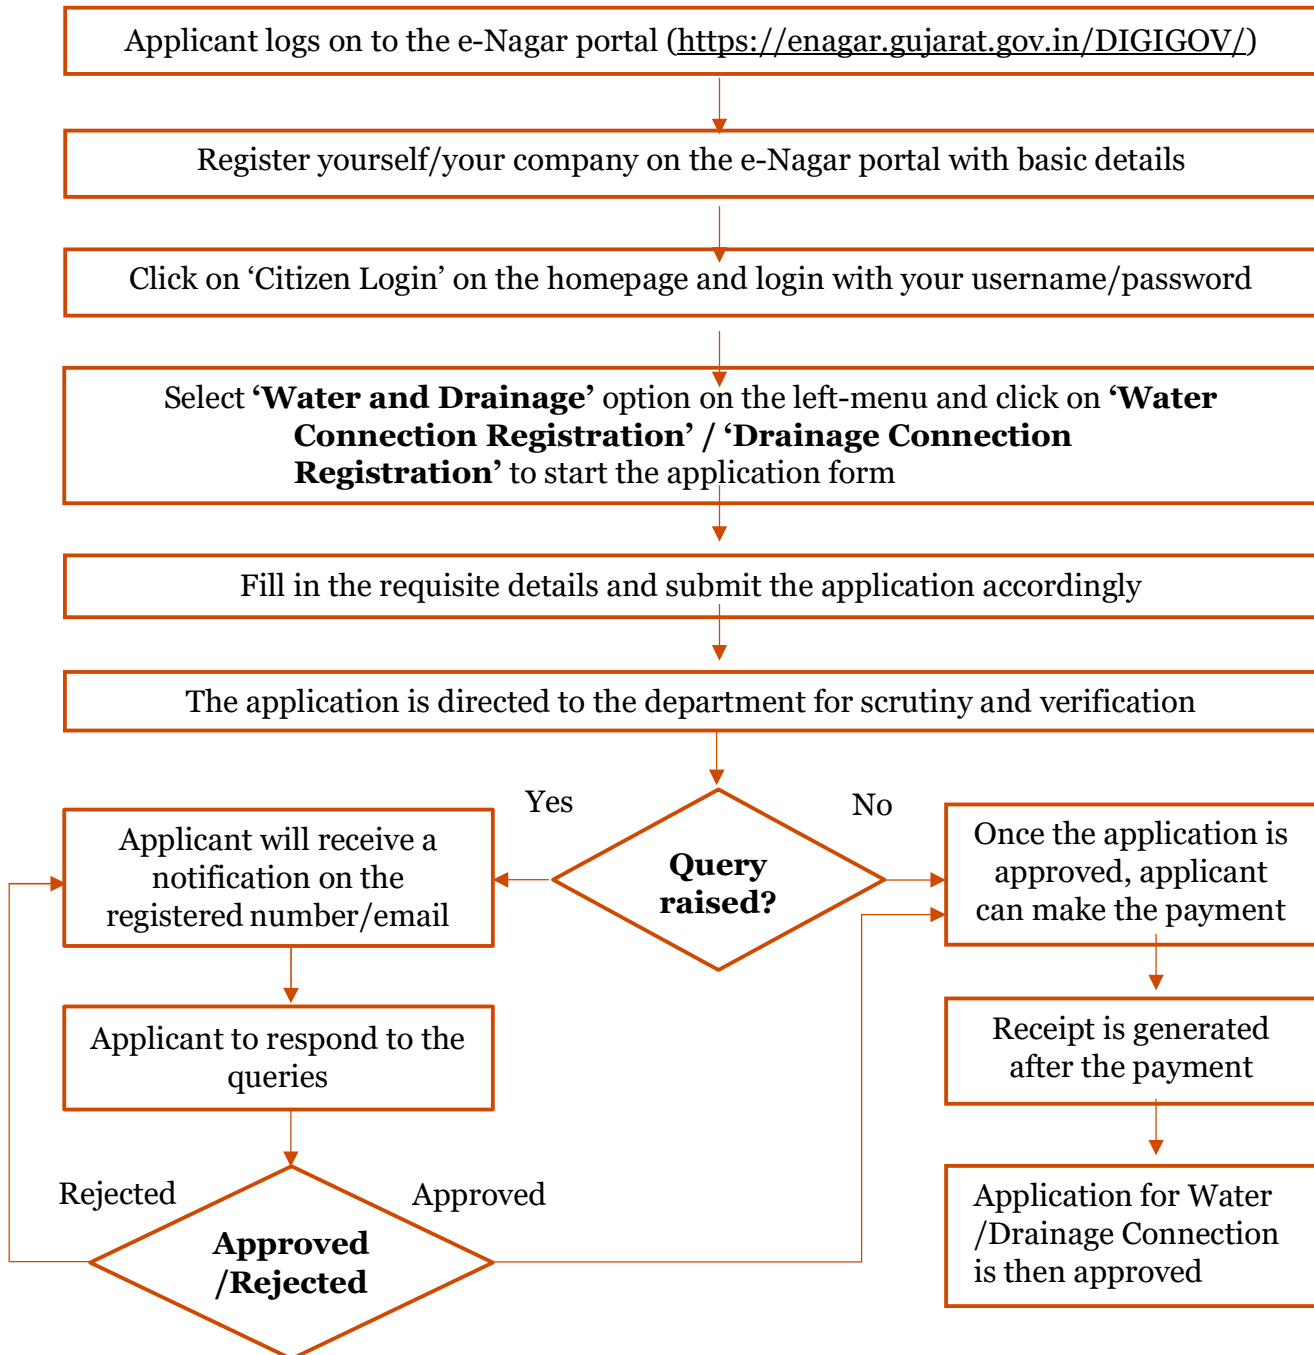 Applicant logs on to the e-Nagar portal (https://enagar.gujarat.gov.in/DIGIGOV/)
Register yourself/your company on the e-Nagar portal with basic details
Click on ‘Citizen Login’ on the homepage and login with your username/password
Select ‘Water and Drainage’ option on the left-menu and click on ‘Water
Connection Registration’ / ‘Drainage Connection
Registration’ to start the application form
Fill in the requisite details and submit the application accordingly
The application is directed to the department for scrutiny and verification
Yes
No
Query
raised?
Applicant will receive a
notification on the
registered number/email
Once the application is
approved, applicant
can make the payment
Applicant to respond to the
queries
Receipt is generated
after the payment
Rejected
Approved
Approved
/Rejected
Application for Water
/Drainage Connection
is then approved